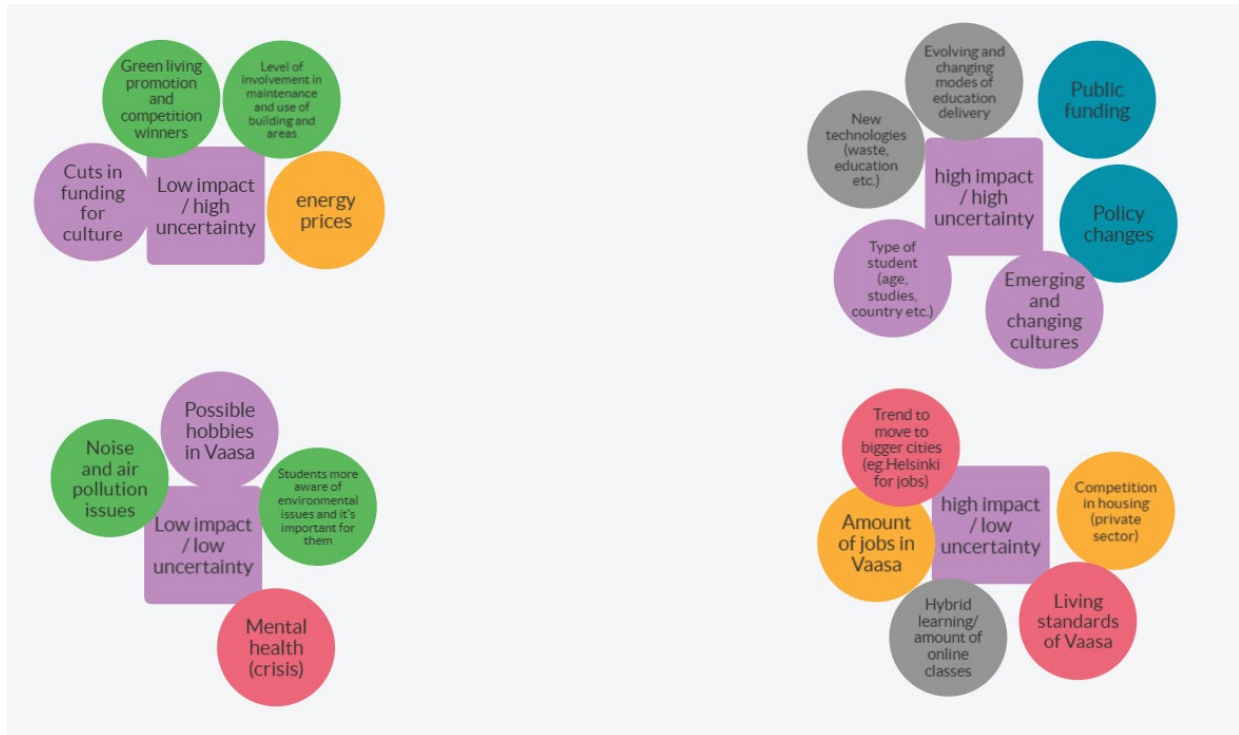 Green living
promotion
and
competition
winners
Level of
involvement in
maintenance
and use of
building and
areas
Cuts in
funding
for
culture
Low impact
/ high
uncertainty
energy
prices
Evolving and
changing
modes of
education
delivery
Public
funding
New
technologies
(waste,
education
etc.)
high impact
/ high
uncertainty
Policy
changes
Type of
student
(age,
studies,
country etc.)
Emerging
and
changing
cultures
Possible
hobbies
in Vaasa
Noise
and air
pollution
issues
Students more
aware of
environmental
issues and it's
important for
them
Low impact
/ low
uncertainty
Mental
health
(crisis)
Trend to
move to
bigger cities
(eg.Helsinki
for jobs)
high impact
/ low
uncertainty
Competition
in housing
(private
sector)
Amount
of jobs in
Vaasa
Hybrid
learning/
amount of
online
classes
Living
standards
of Vaasa